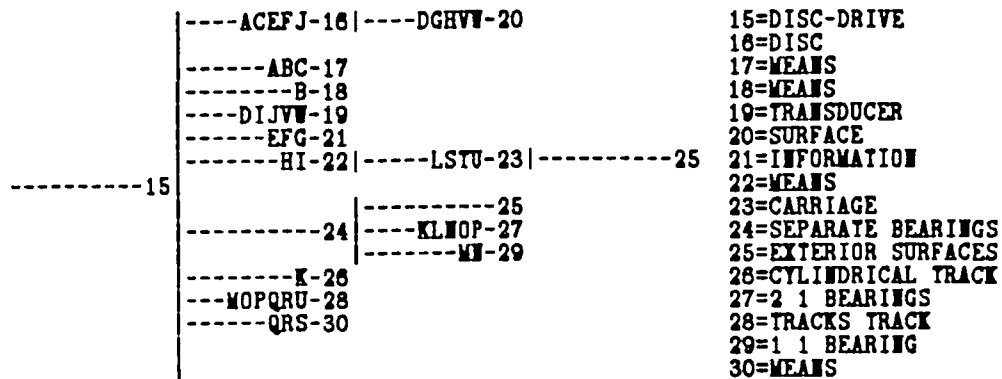 ----ACEFJ-16|----DGHVW-20
------ABC-17
--------B-18
----DIJVW-19
------EFG-21
-------HI-22|-----LSTU-23|----------25
----------15
----------25
----------24|----KLNOP-27
-------MN-29
--------K-26
---MOPQRU-28
------QRS-30
15=DISC-DRIVE
16=DISC
17=MEANS
18=MEANS
19=TRANSDUCER
20=SURFACE
21=INFORMATION
22=MEANS
23=CARRIAGE
24=SEPARATE BEARINGS
25=EXTERIOR SURFACES
26=CYLINDRICAL TRACK
27=2 1 BEARINGS
28=TRACKS TRACK
29=1 1 BEARING
30=MEANS